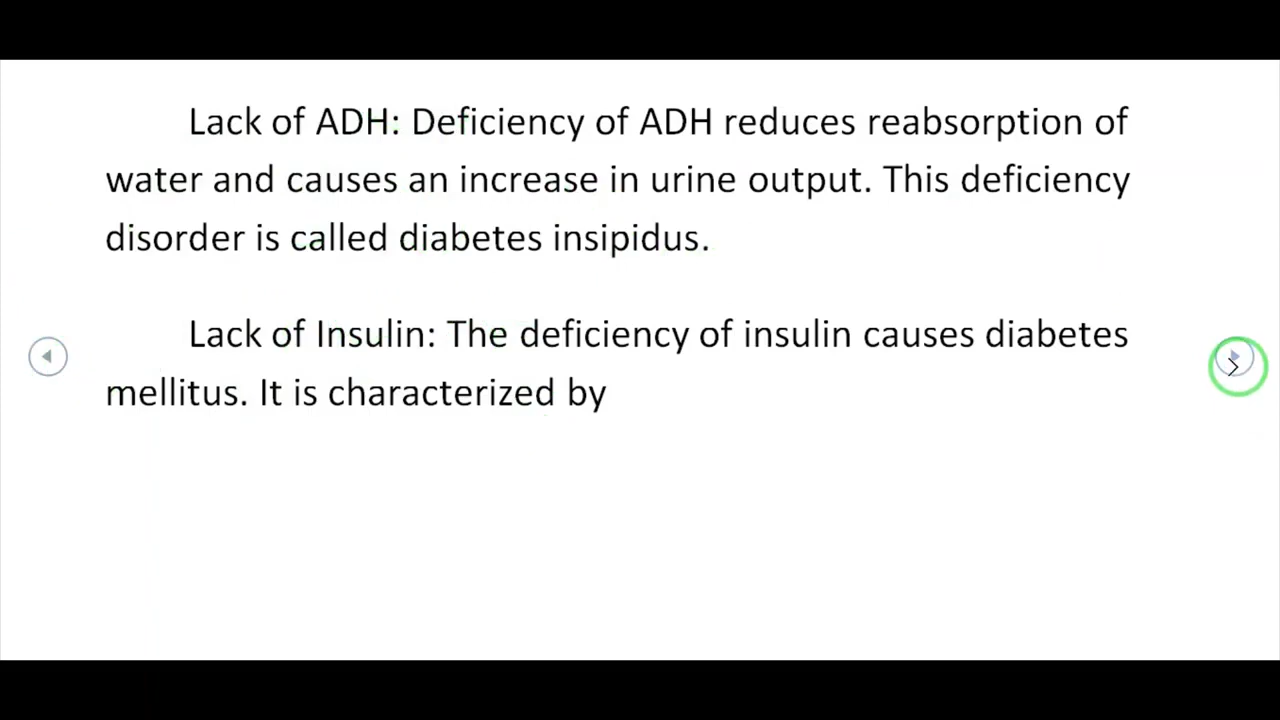 Lack of ADH: Deficiency of ADH reduces reabsorption of
water and causes an increase in urine output. This deficiency
disorder is called diabetes insipidus.
Lack of Insulin: The deficiency of insulin causes diabetes
mellitus. It is characterized by